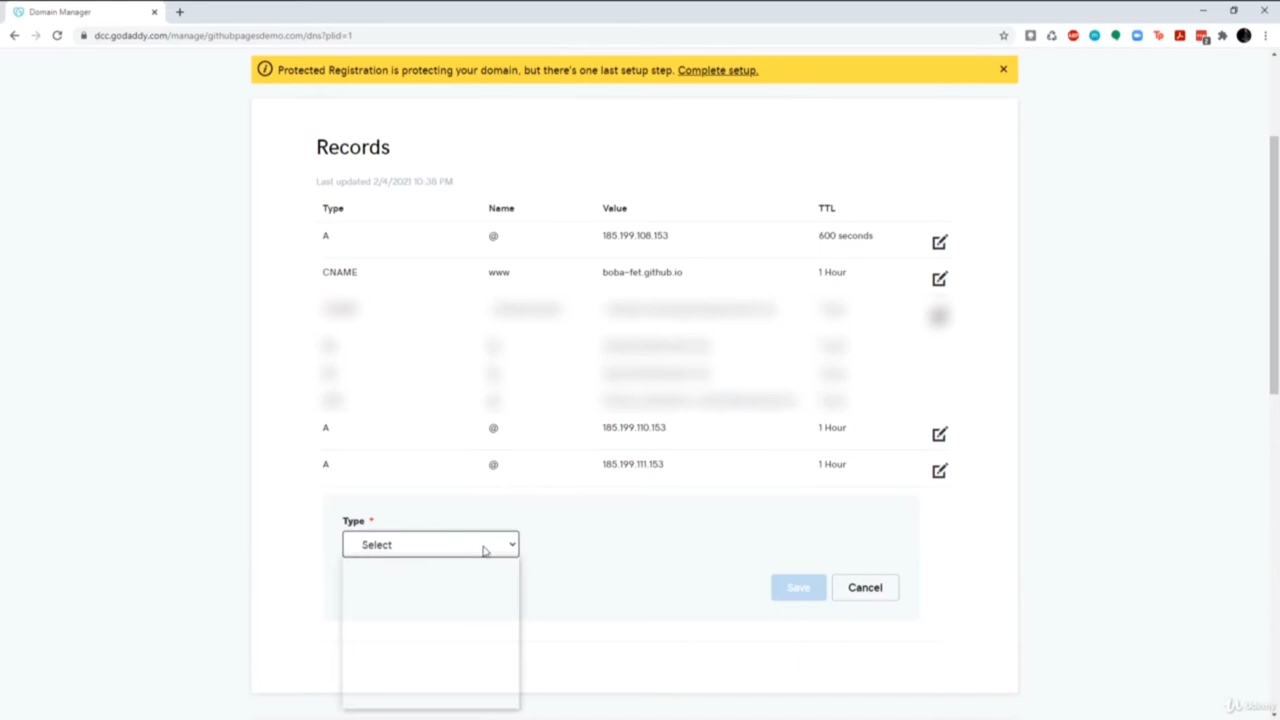 Domain Manager
dcc.godaddy.com/manage/githubpagesdemo.com/dns?plid=1
Protected Registration is protecting your domain, but there's one last setup step. Complete setup.
Records
Last updated 2/4/2021 10:38 PM
Type Name Value TTL
A @ 185.199.108.153 600 seconds
CNAME www boba-fet.github.io 1 Hour
A @ 185.199.110.153 1 Hour
A @ 185.199.111.153 1 Hour
Type *
Select
Save Cancel
Udemy